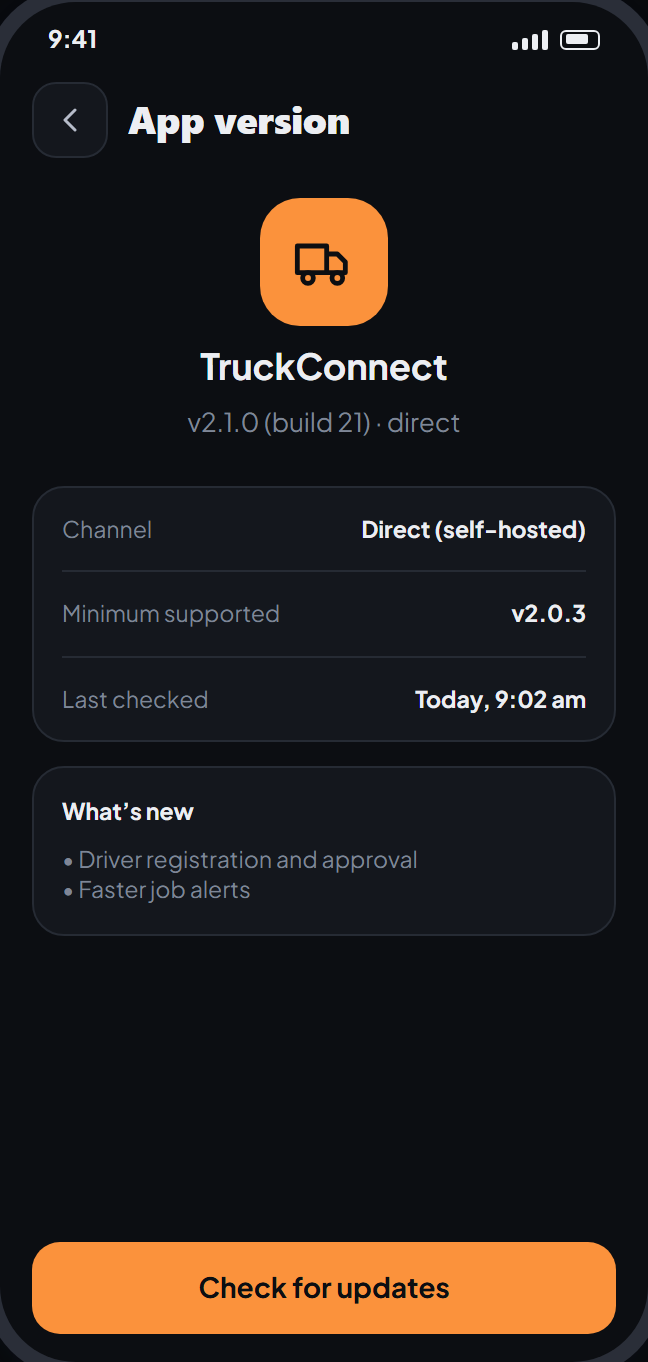 9:41
App version
TruckConnect
v2.1.0 (build 21) · direct
Channel
Direct (self-hosted)
Minimum supported
v2.0.3
Last checked
Today, 9:02 am
What’s new
• Driver registration and approval
• Faster job alerts
Check for updates